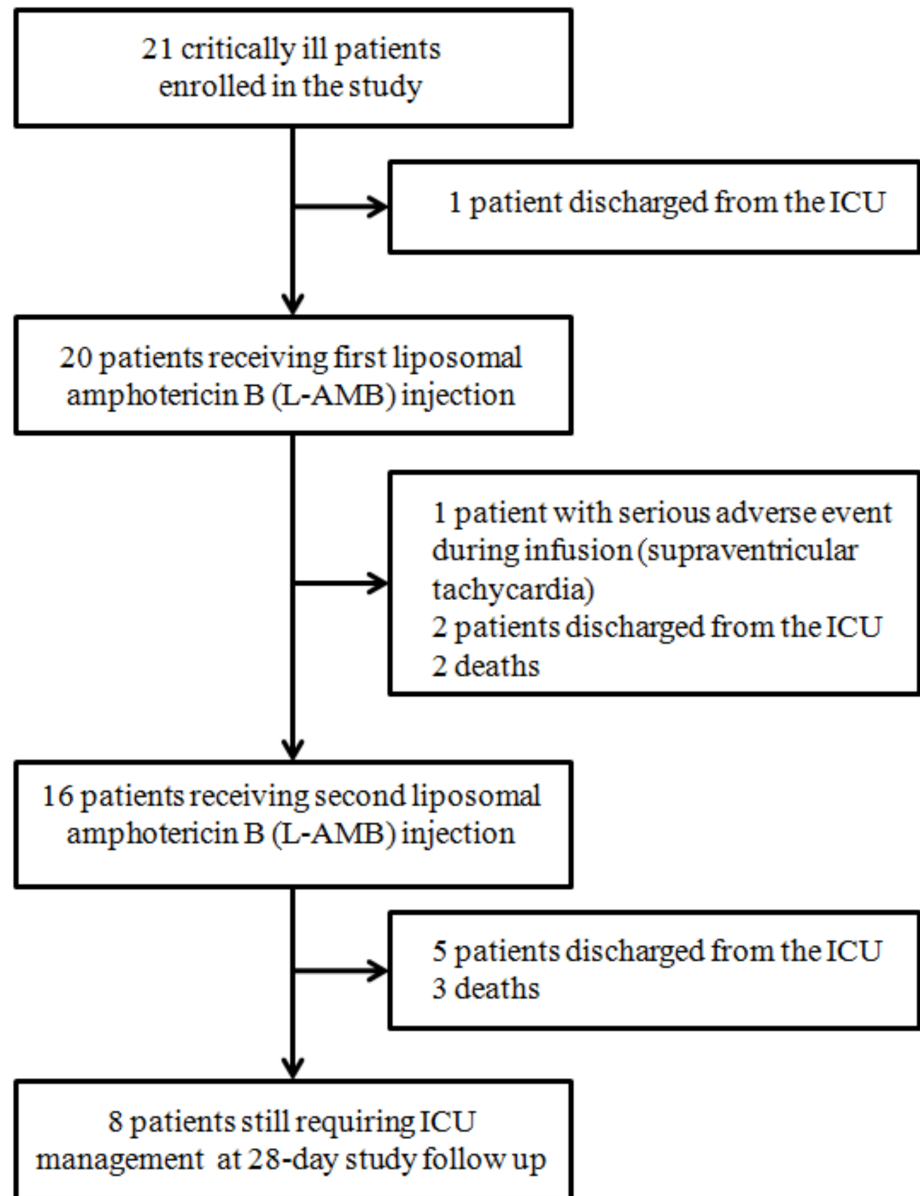 21 critically ill patients
enrolled in the study
1 patient discharged from the ICU
20 patients receiving first liposomal
amphotericin B (L-AMB) injection
1 patient with serious adverse event
during infusion (supraventricular
tachycardia)
2 patients discharged from the ICU
2 deaths
16 patients receiving second liposomal
amphotericin B (L-AMB) injection
5 patients discharged from the ICU
3 deaths
8 patients still requiring ICU
management at 28-day study follow up